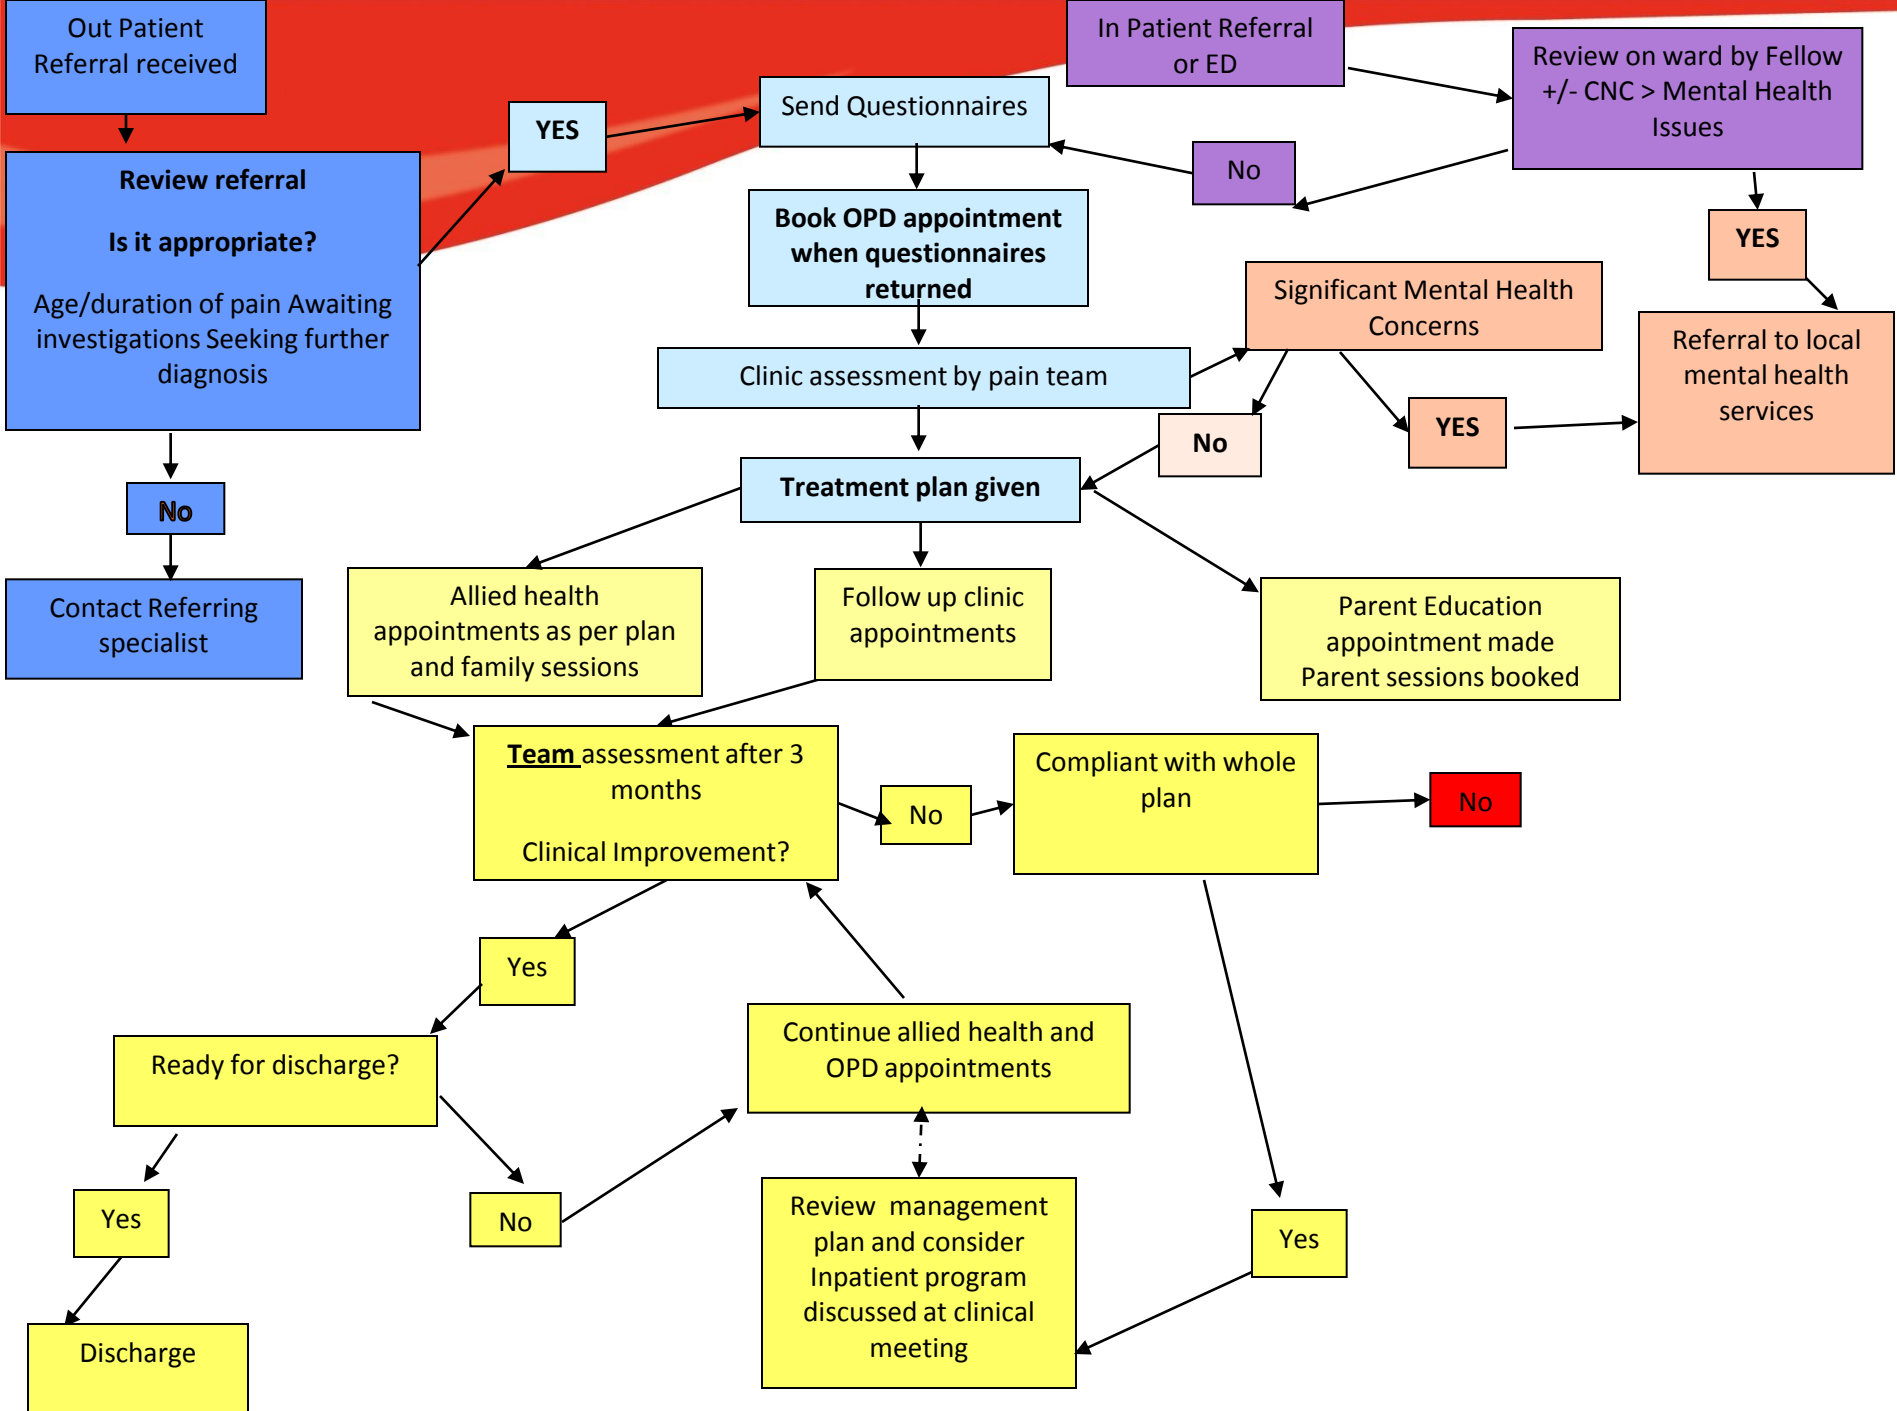 Out Patient
Referral received
In Patient Referral
or ED
Review on ward by Fellow
+/- CNC > Mental Health
Issues
YES
Send Questionnaires
No
Review referral
Is it appropriate?
Age/duration of pain Awaiting
investigations Seeking further
diagnosis
Book OPD appointment
when questionnaires
returned
YES
Significant Mental Health
Concerns
Referral to local
mental health
services
Clinic assessment by pain team
No
YES
Treatment plan given
No
Contact Referring
specialist
Allied health
appointments as per plan
and family sessions
Follow up clinic
appointments
Parent Education
appointment made
Parent sessions booked
Team assessment after 3
months
Clinical Improvement?
No
Compliant with whole
plan
No
Yes
Ready for discharge?
Continue allied health and
OPD appointments
Yes
No
Review  management
plan and consider
Inpatient program
discussed at clinical
meeting
Yes
Discharge